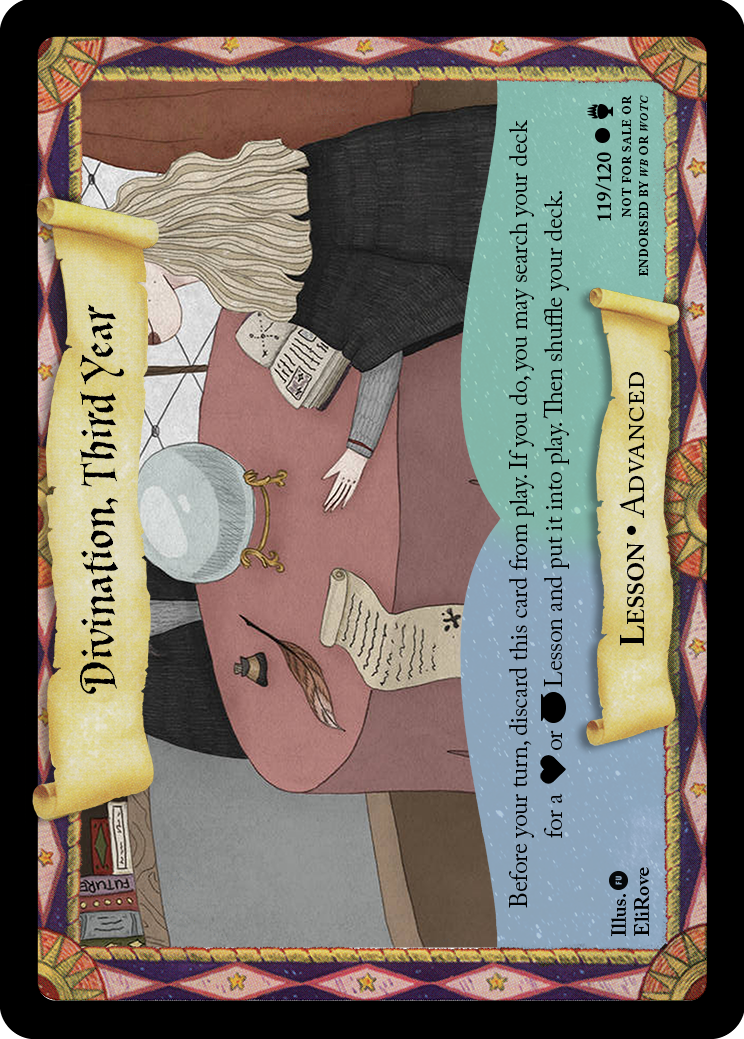 Divination, Third Year
FUTURE
Before your turn, discard this card from play. If you do, you may search your deck
for a or Lesson and put it into play. Then shuffle your deck.
Lesson • Advanced
Illus. FU
EliRove
119/120
NOT FOR SALE OR
ENDORSED BY WB OR WOTC